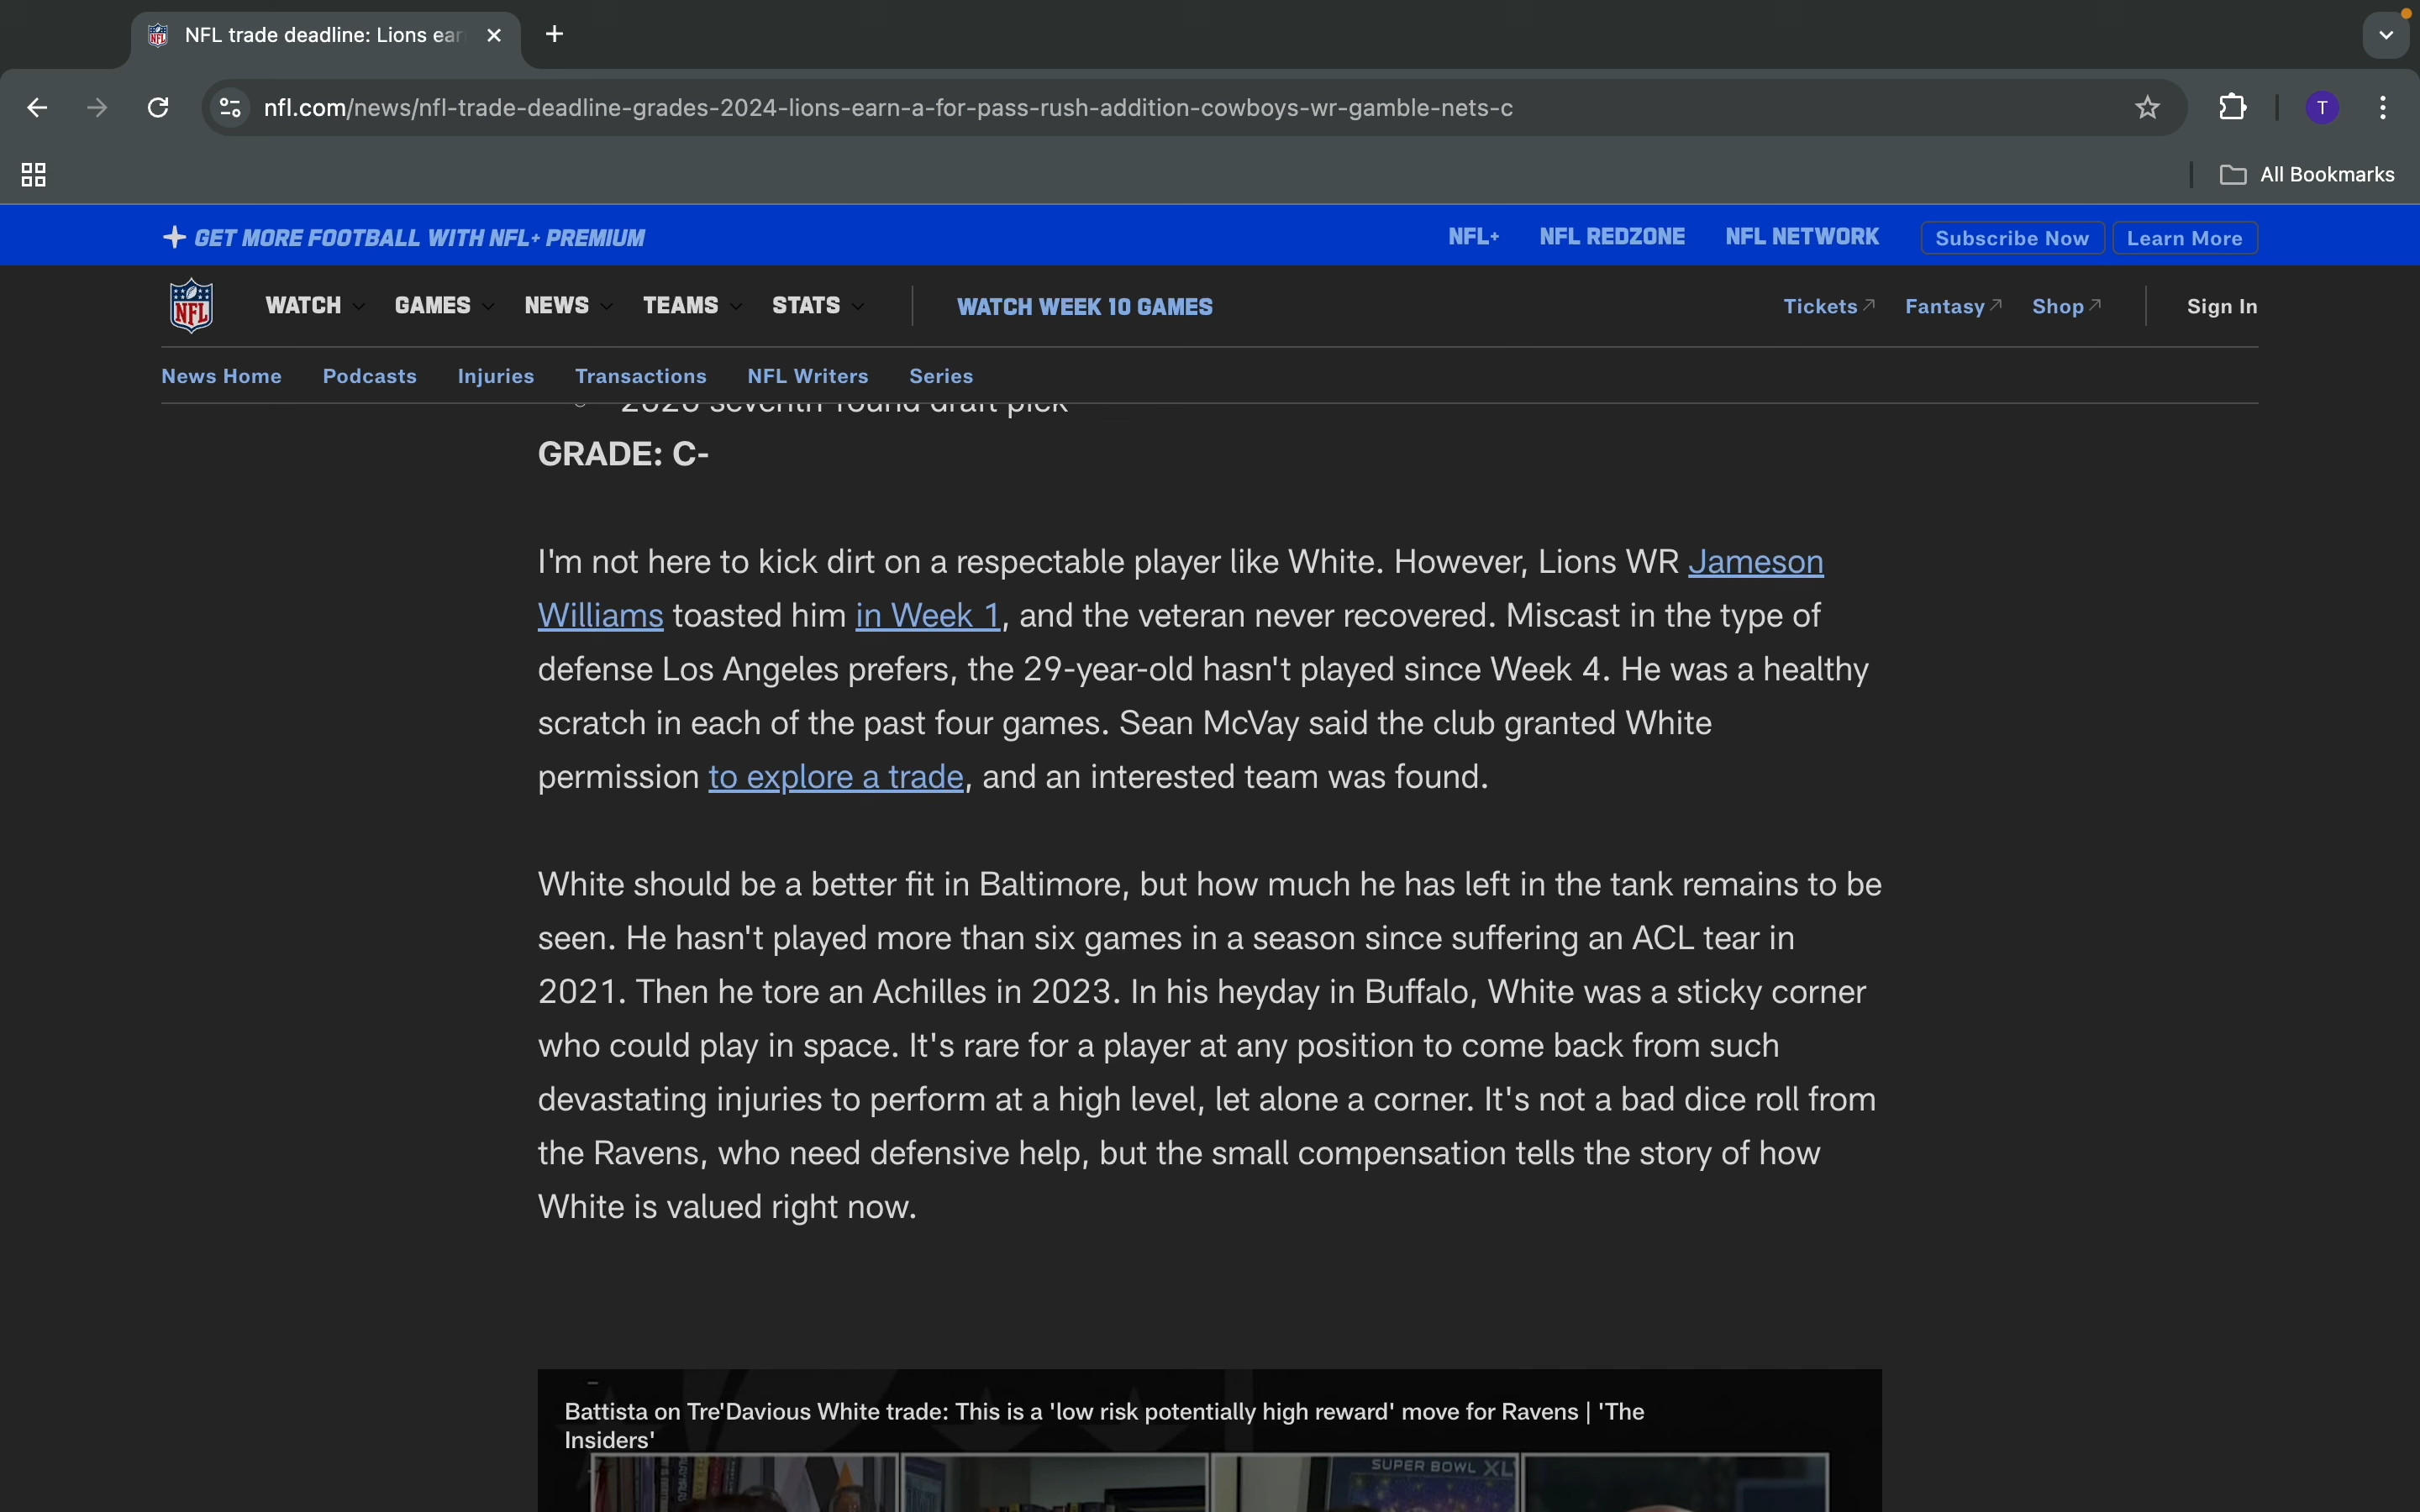 NFL trade deadline: Lions ear
nfl.com/news/nfl-trade-deadline-grades-2024-lions-earn-a-for-pass-rush-addition-cowboys-wr-gamble-nets-c
T
All Bookmarks
GET MORE FOOTBALL WITH NFL+ PREMIUM
NFL+ NFL REDZONE NFL NETWORK Subscribe Now Learn More
NFL WATCH GAMES NEWS TEAMS STATS WATCH WEEK 10 GAMES Tickets Fantasy Shop Sign In
News Home Podcasts Injuries Transactions NFL Writers Series
2026 seventh-round draft pick
GRADE: C-
I'm not here to kick dirt on a respectable player like White. However, Lions WR Jameson
Williams toasted him in Week 1, and the veteran never recovered. Miscast in the type of
defense Los Angeles prefers, the 29-year-old hasn't played since Week 4. He was a healthy
scratch in each of the past four games. Sean McVay said the club granted White
permission to explore a trade, and an interested team was found.
White should be a better fit in Baltimore, but how much he has left in the tank remains to be
seen. He hasn't played more than six games in a season since suffering an ACL tear in
2021. Then he tore an Achilles in 2023. In his heyday in Buffalo, White was a sticky corner
who could play in space. It's rare for a player at any position to come back from such
devastating injuries to perform at a high level, let alone a corner. It's not a bad dice roll from
the Ravens, who need defensive help, but the small compensation tells the story of how
White is valued right now.
Battista on Tre'Davious White trade: This is a 'low risk potentially high reward' move for Ravens | 'The
Insiders'
SUPER BOWL XL